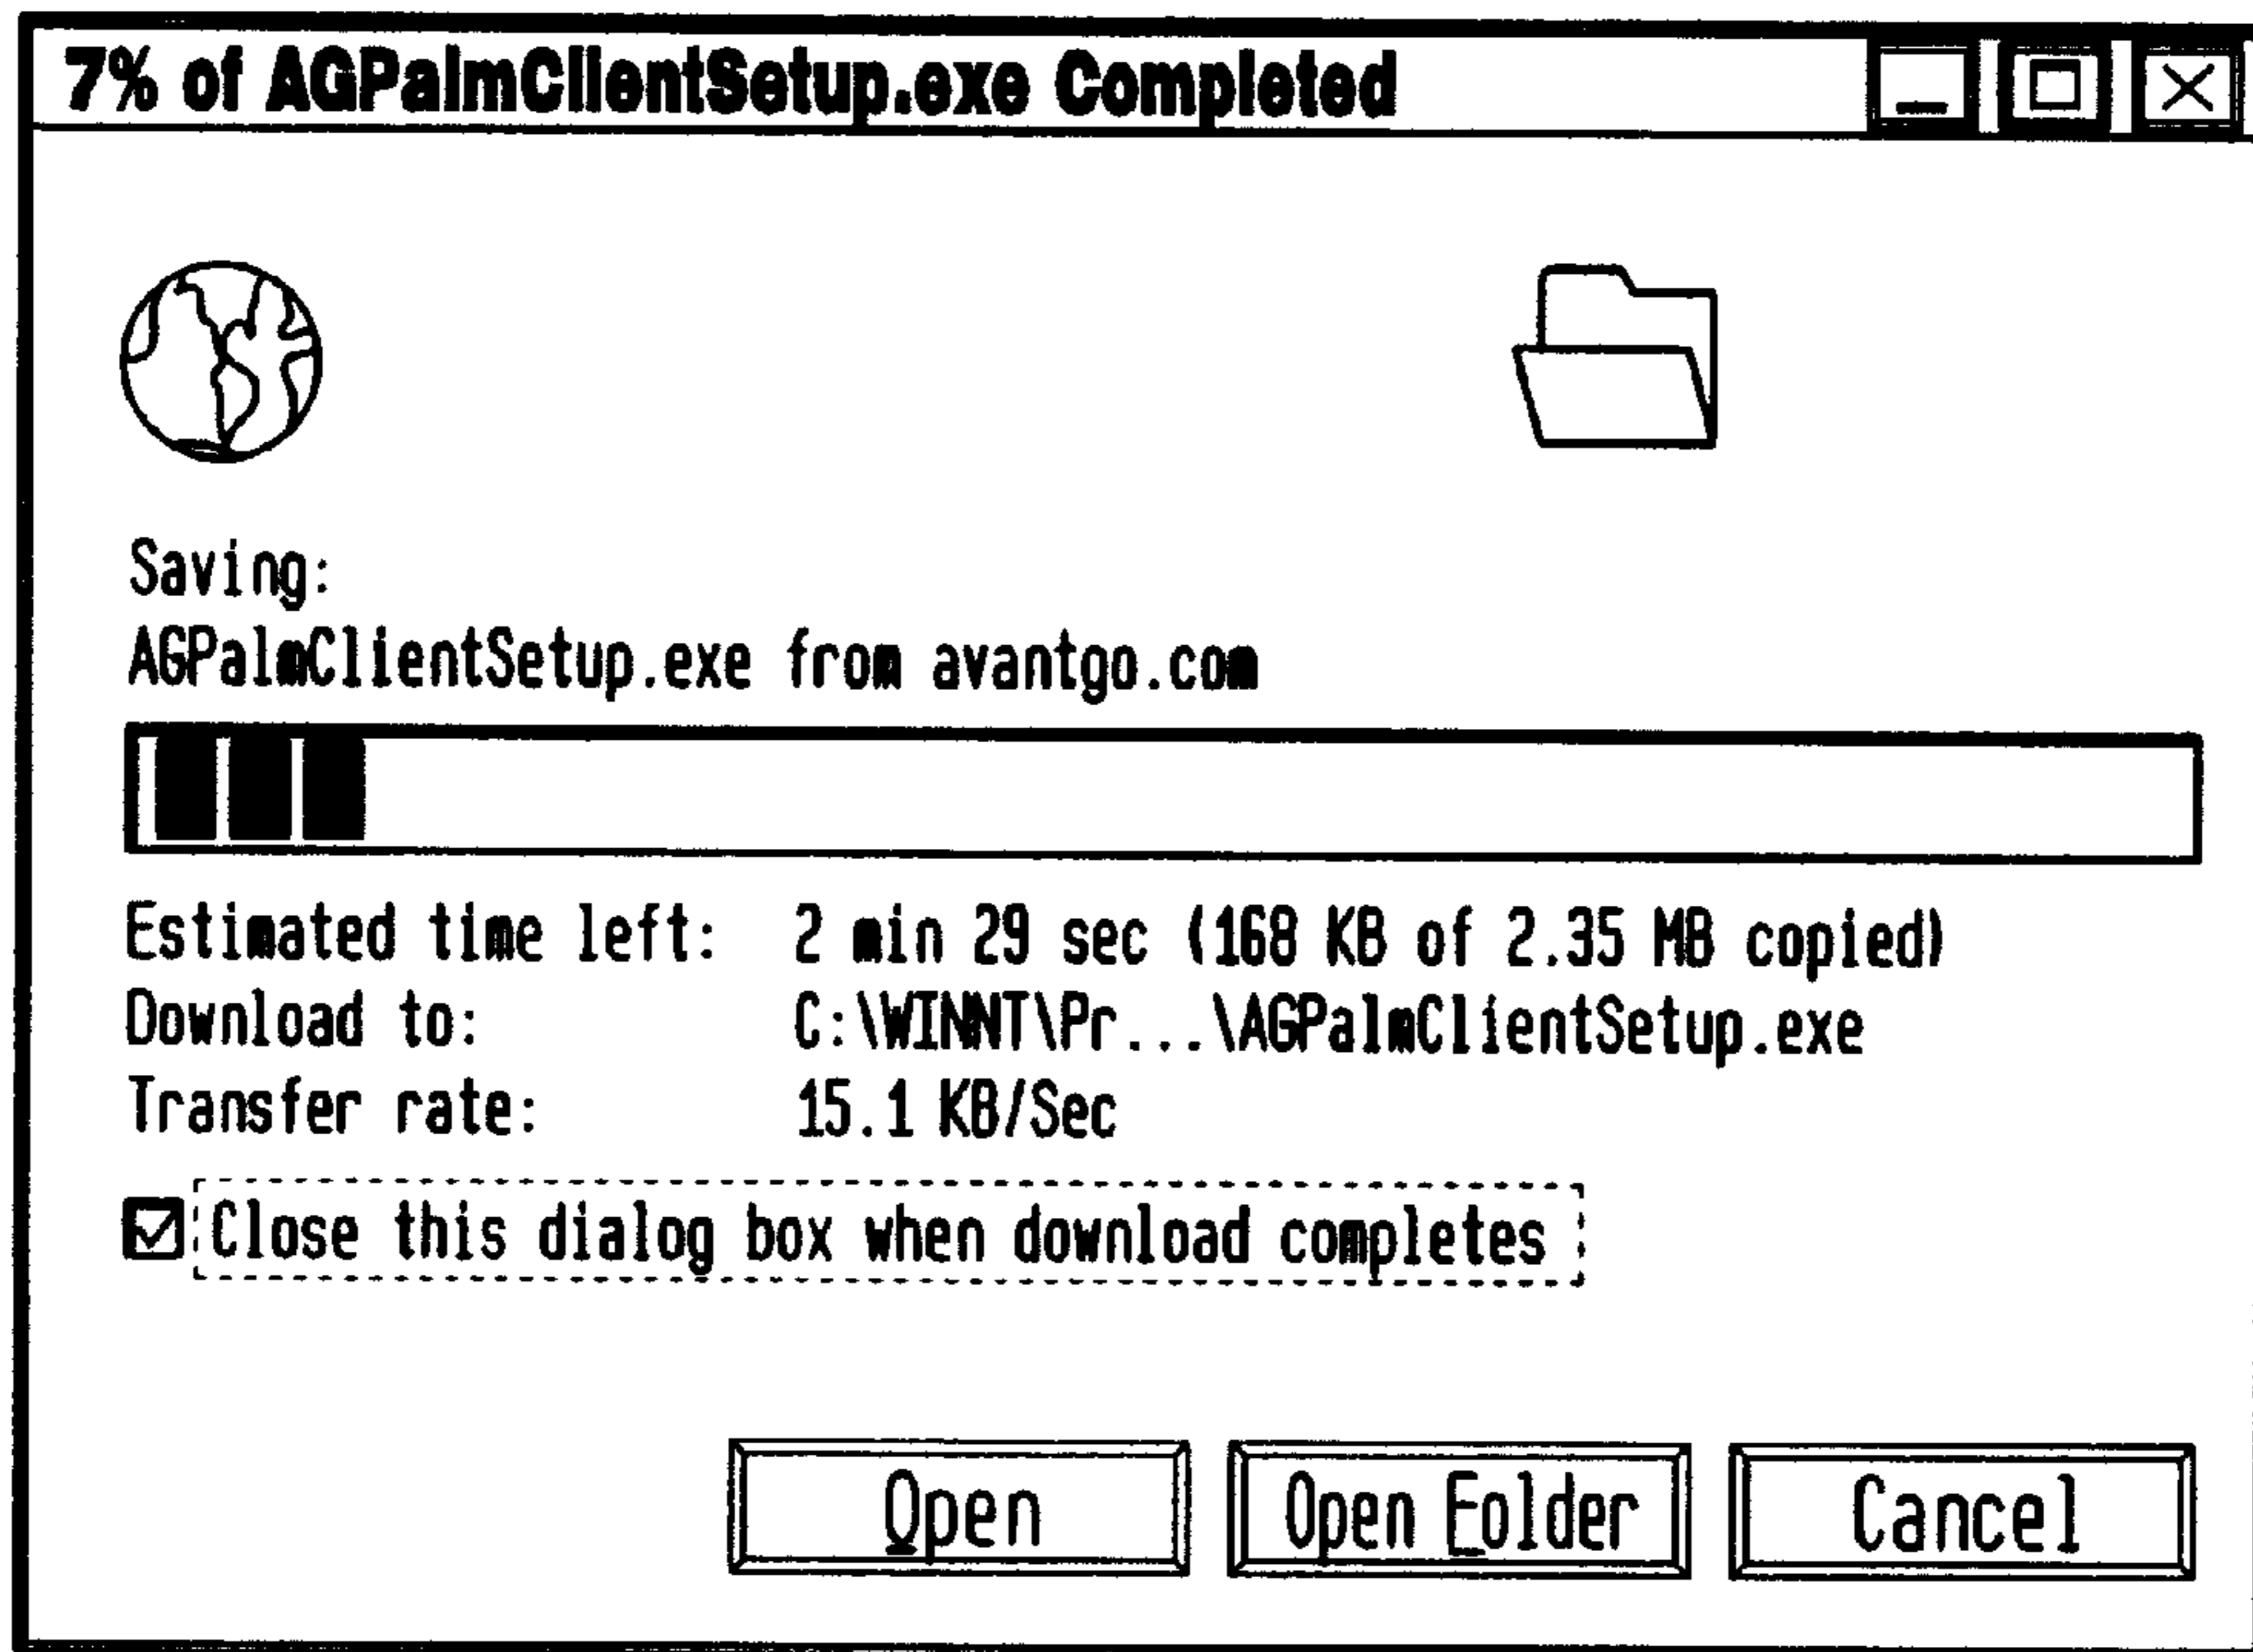 7% of AGPalmClientSetup.exe Completed
Saving:
AGPalmClientSetup.exe from avantgo.com
Estimated time left: 2 min 29 sec (168 KB of 2.35 MB copied)
Download to: C:\WINNT\Pr...\AGPalmClientSetup.exe
Transfer rate: 15.1 KB/Sec
Close this dialog box when download completes
Open Open Folder Cancel